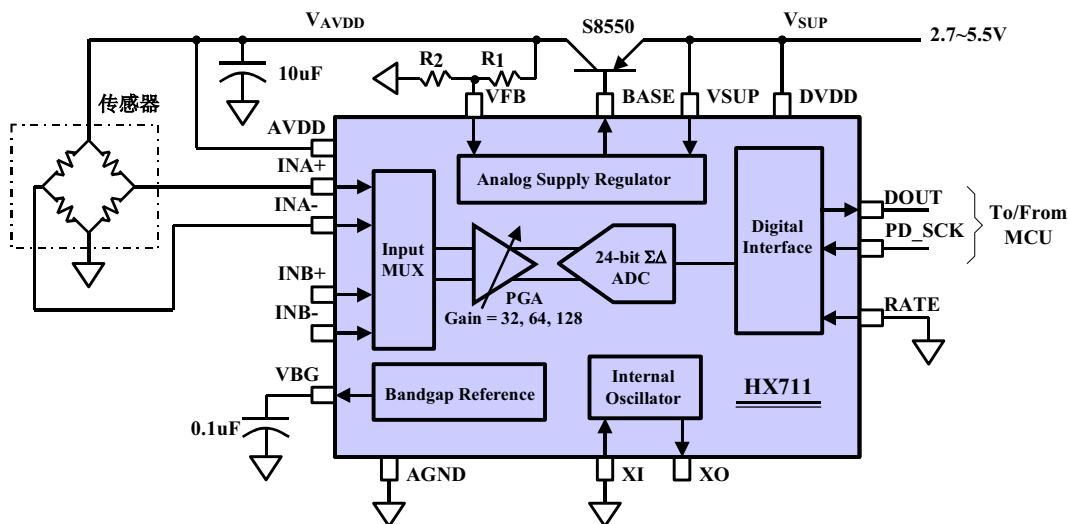 V_AVDD
S8550
V_SUP
2.7~5.5V
R2
R1
10uF
VFB
BASE
VSUP
DVDD
传感器
AVDD
INA+
INA-
INB+
INB-
VBG
0.1uF
Analog Supply Regulator
Input
MUX
PGA
Gain = 32, 64, 128
24-bit ΣΔ
ADC
Digital
Interface
DOUT
PD_SCK
To/From
MCU
RATE
Bandgap Reference
Internal
Oscillator
HX711
AGND
XI
XO